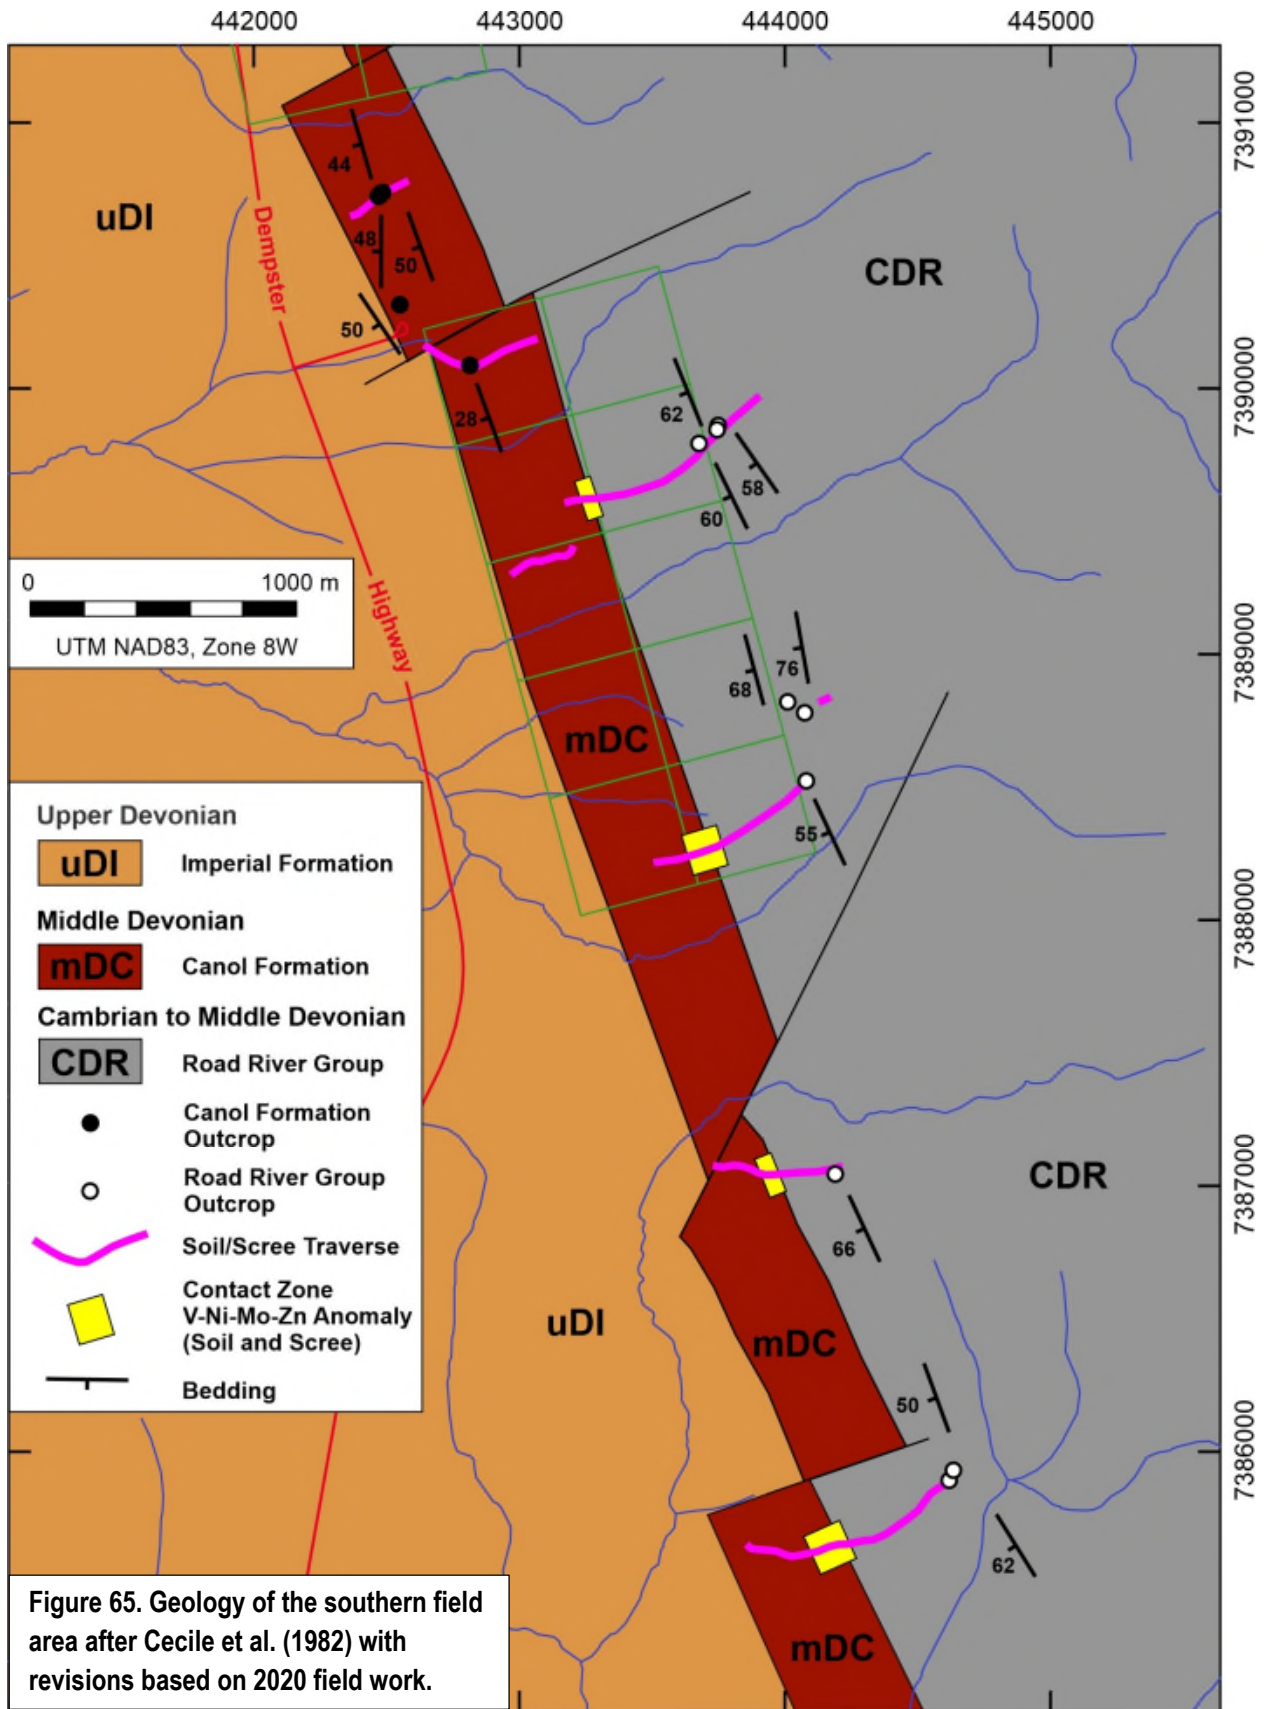 442000
443000
444000
445000
7391000
7390000
7389000
7388000
7387000
7386000
uDI
44
Dempster
48
50
CDR
50
28
62
58
60
Highway
0
1000 m
UTM NAD83, Zone 8W
76
68
mDC
55
Upper Devonian
uDI
Imperial Formation
Middle Devonian
mDC
Canol Formation
Cambrian to Middle Devonian
CDR
Road River Group
Canol Formation
Outcrop
Road River Group
Outcrop
Soil/Scree Traverse
Contact Zone
V-Ni-Mo-Zn Anomaly
(Soil and Scree)
Bedding
CDR
66
uDI
mDC
50
62
mDC
Figure 65. Geology of the southern field
area after Cecile et al. (1982) with
revisions based on 2020 field work.